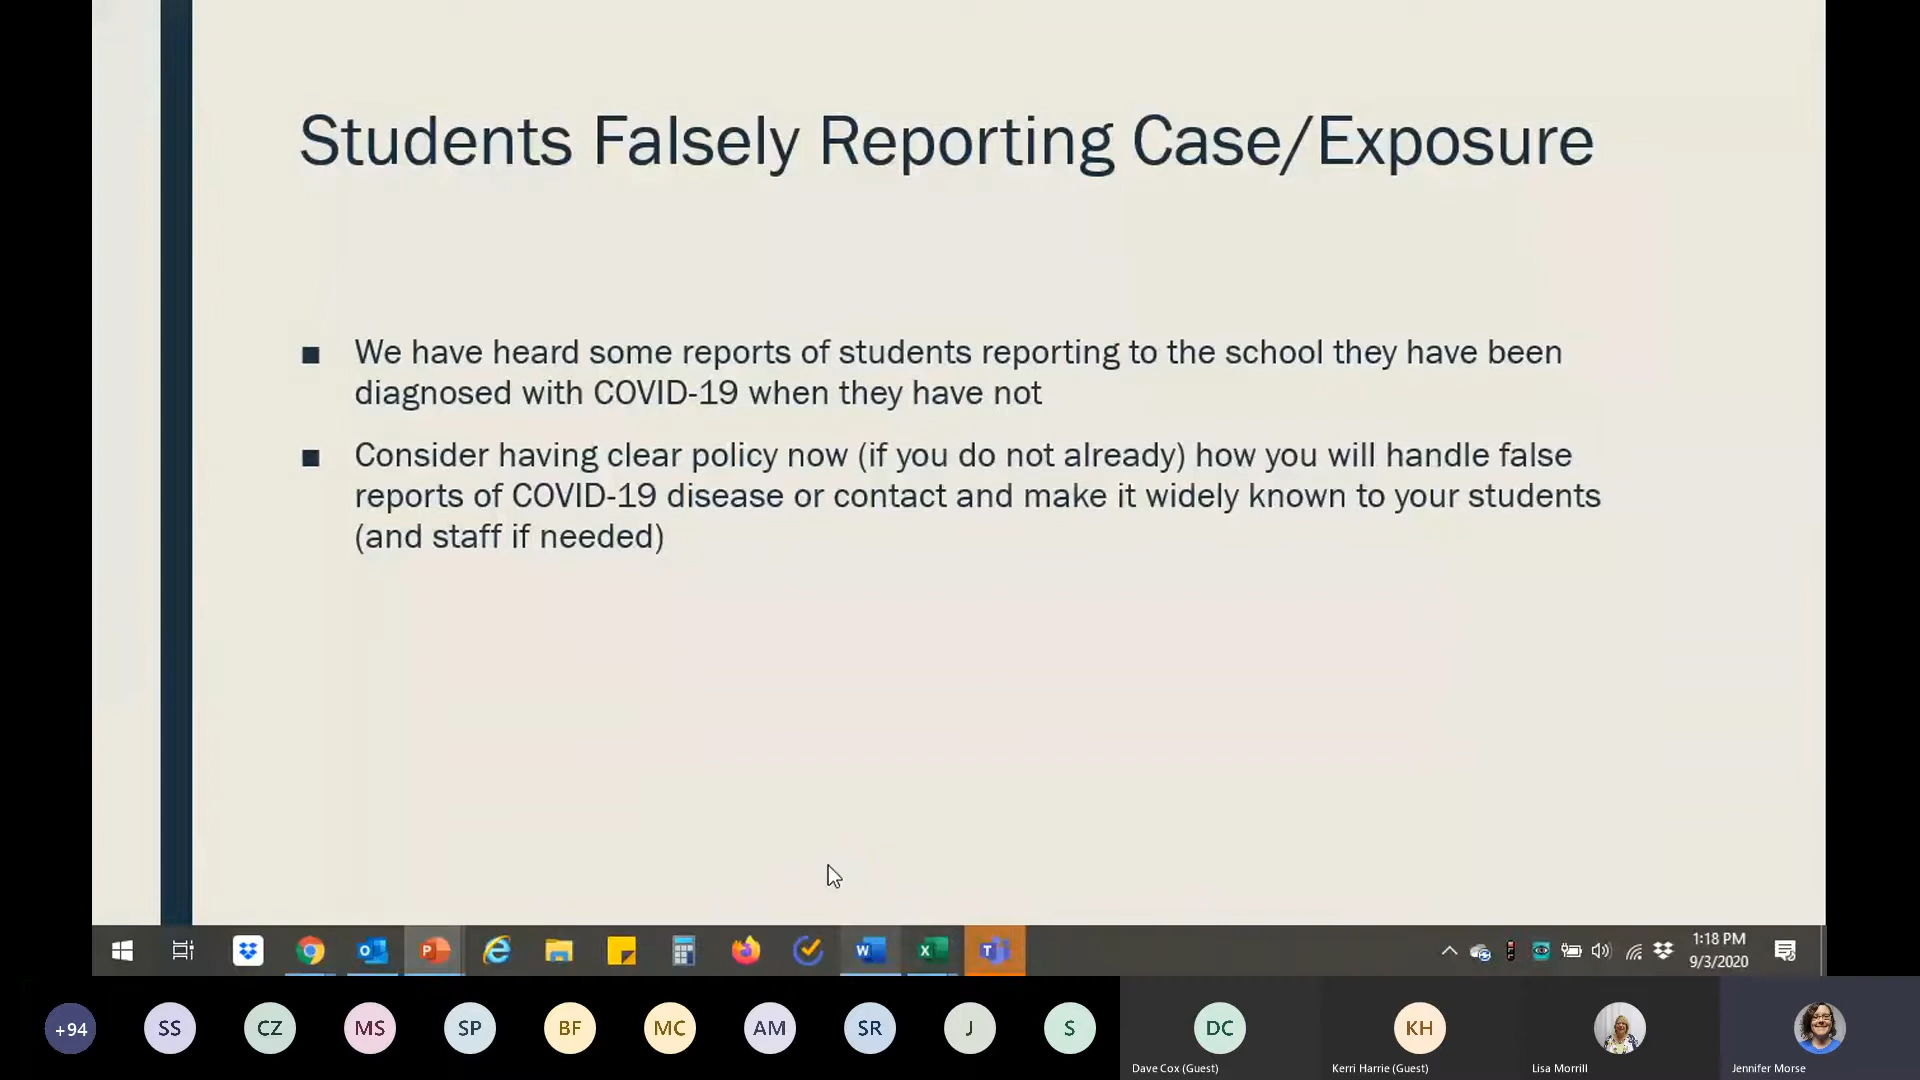 Students Falsely Reporting Case/Exposure
■ We have heard some reports of students reporting to the school they have been
diagnosed with COVID-19 when they have not
■ Consider having clear policy now (if you do not already) how you will handle false
reports of COVID-19 disease or contact and make it widely known to your students
(and staff if needed)
1:18 PM
9/3/2020
+94
SS
CZ
MS
SP
BF
MC
AM
SR
J
S
DC
KH
Dave Cox (Guest)
Kerri Harrie (Guest)
Lisa Morrill
Jennifer Morse